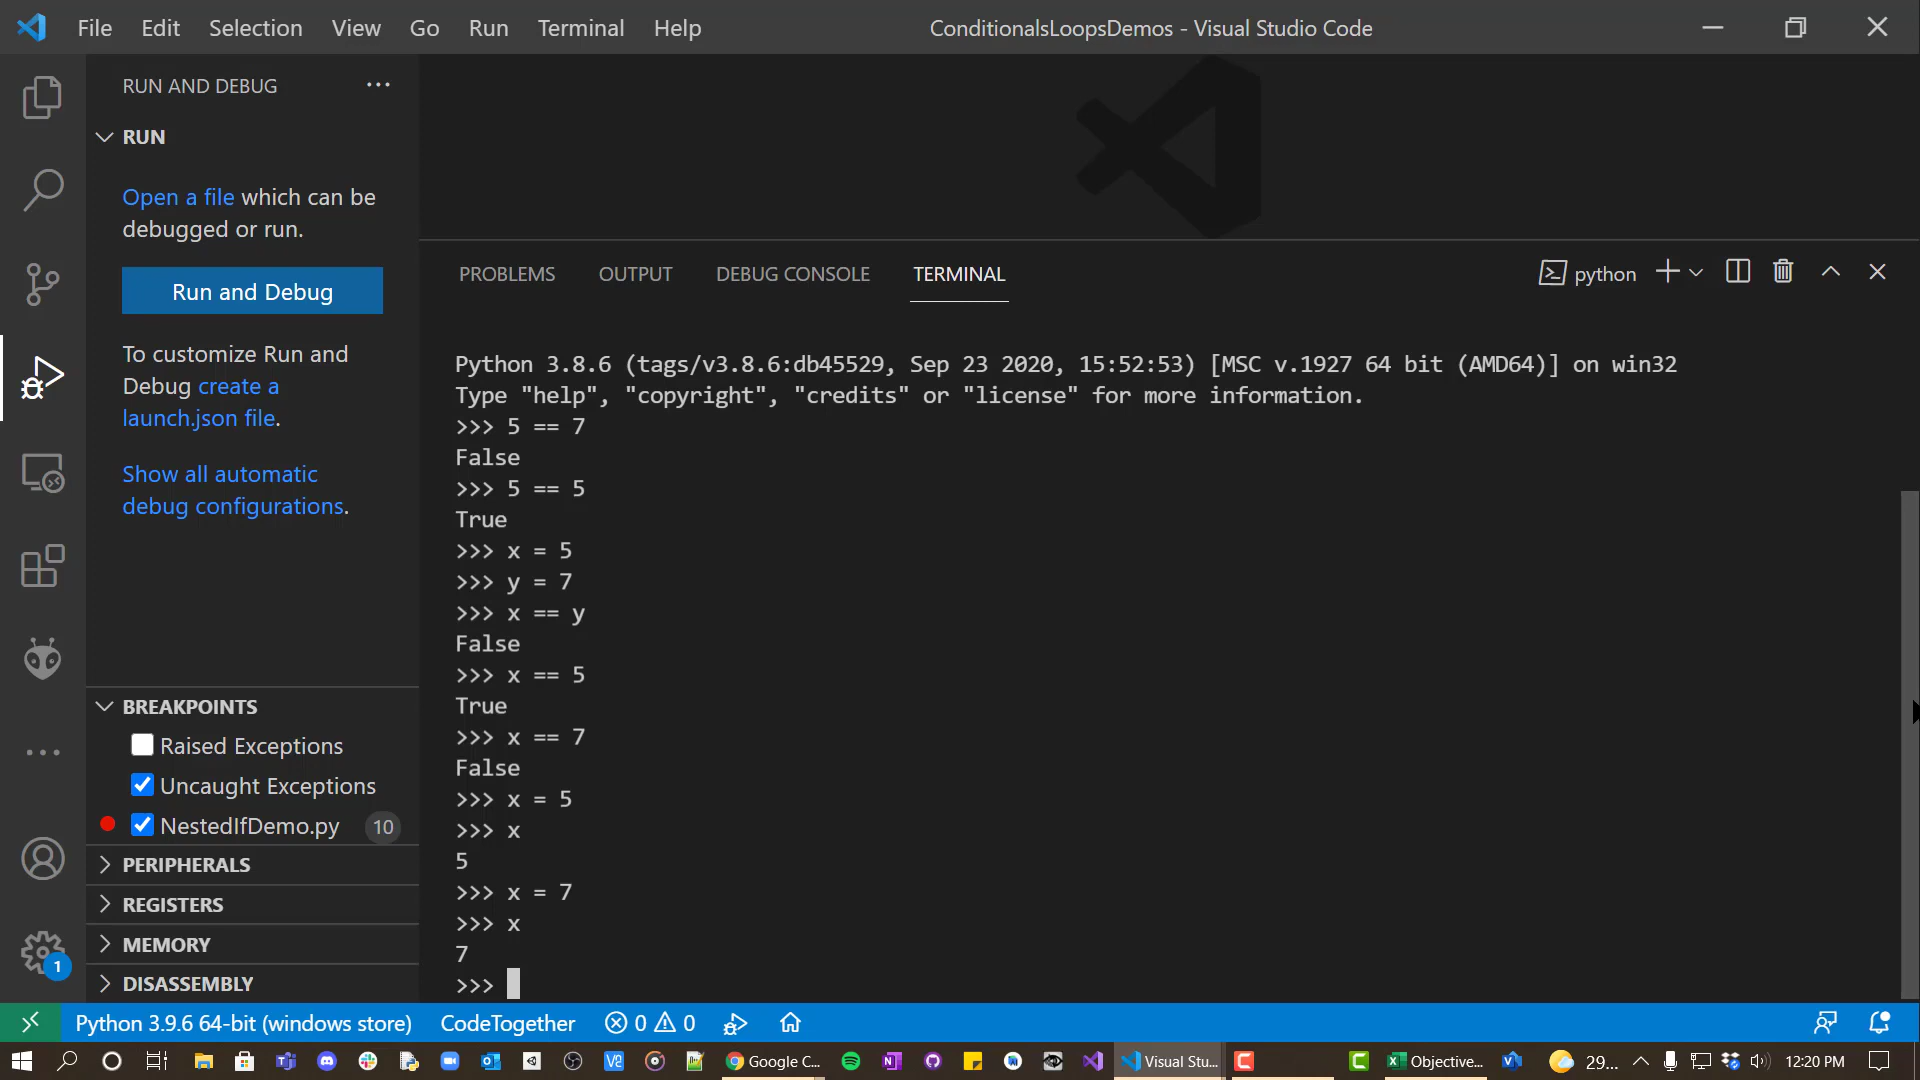 File Edit Selection View Go Run Terminal Help
ConditionalsLoopsDemos - Visual Studio Code
RUN AND DEBUG
RUN
Open a file which can be
debugged or run.
Run and Debug
To customize Run and
Debug create a
launch.json file.
Show all automatic
debug configurations.
BREAKPOINTS
Raised Exceptions
Uncaught Exceptions
NestedIfDemo.py 10
PERIPHERALS
REGISTERS
MEMORY
DISASSEMBLY
1
PROBLEMS OUTPUT DEBUG CONSOLE TERMINAL
python
Python 3.8.6 (tags/v3.8.6:db45529, Sep 23 2020, 15:52:53) [MSC v.1927 64 bit (AMD64)] on win32
Type "help", "copyright", "credits" or "license" for more information.
>>> 5 == 7
False
>>> 5 == 5
True
>>> x = 5
>>> y = 7
>>> x == y
False
>>> x == 5
True
>>> x == 7
False
>>> x = 5
>>> x
5
>>> x = 7
>>> x
7
>>>
Python 3.9.6 64-bit (windows store) CodeTogether 0 0
Google C... Visual Stu... Objective... 29... 12:20 PM